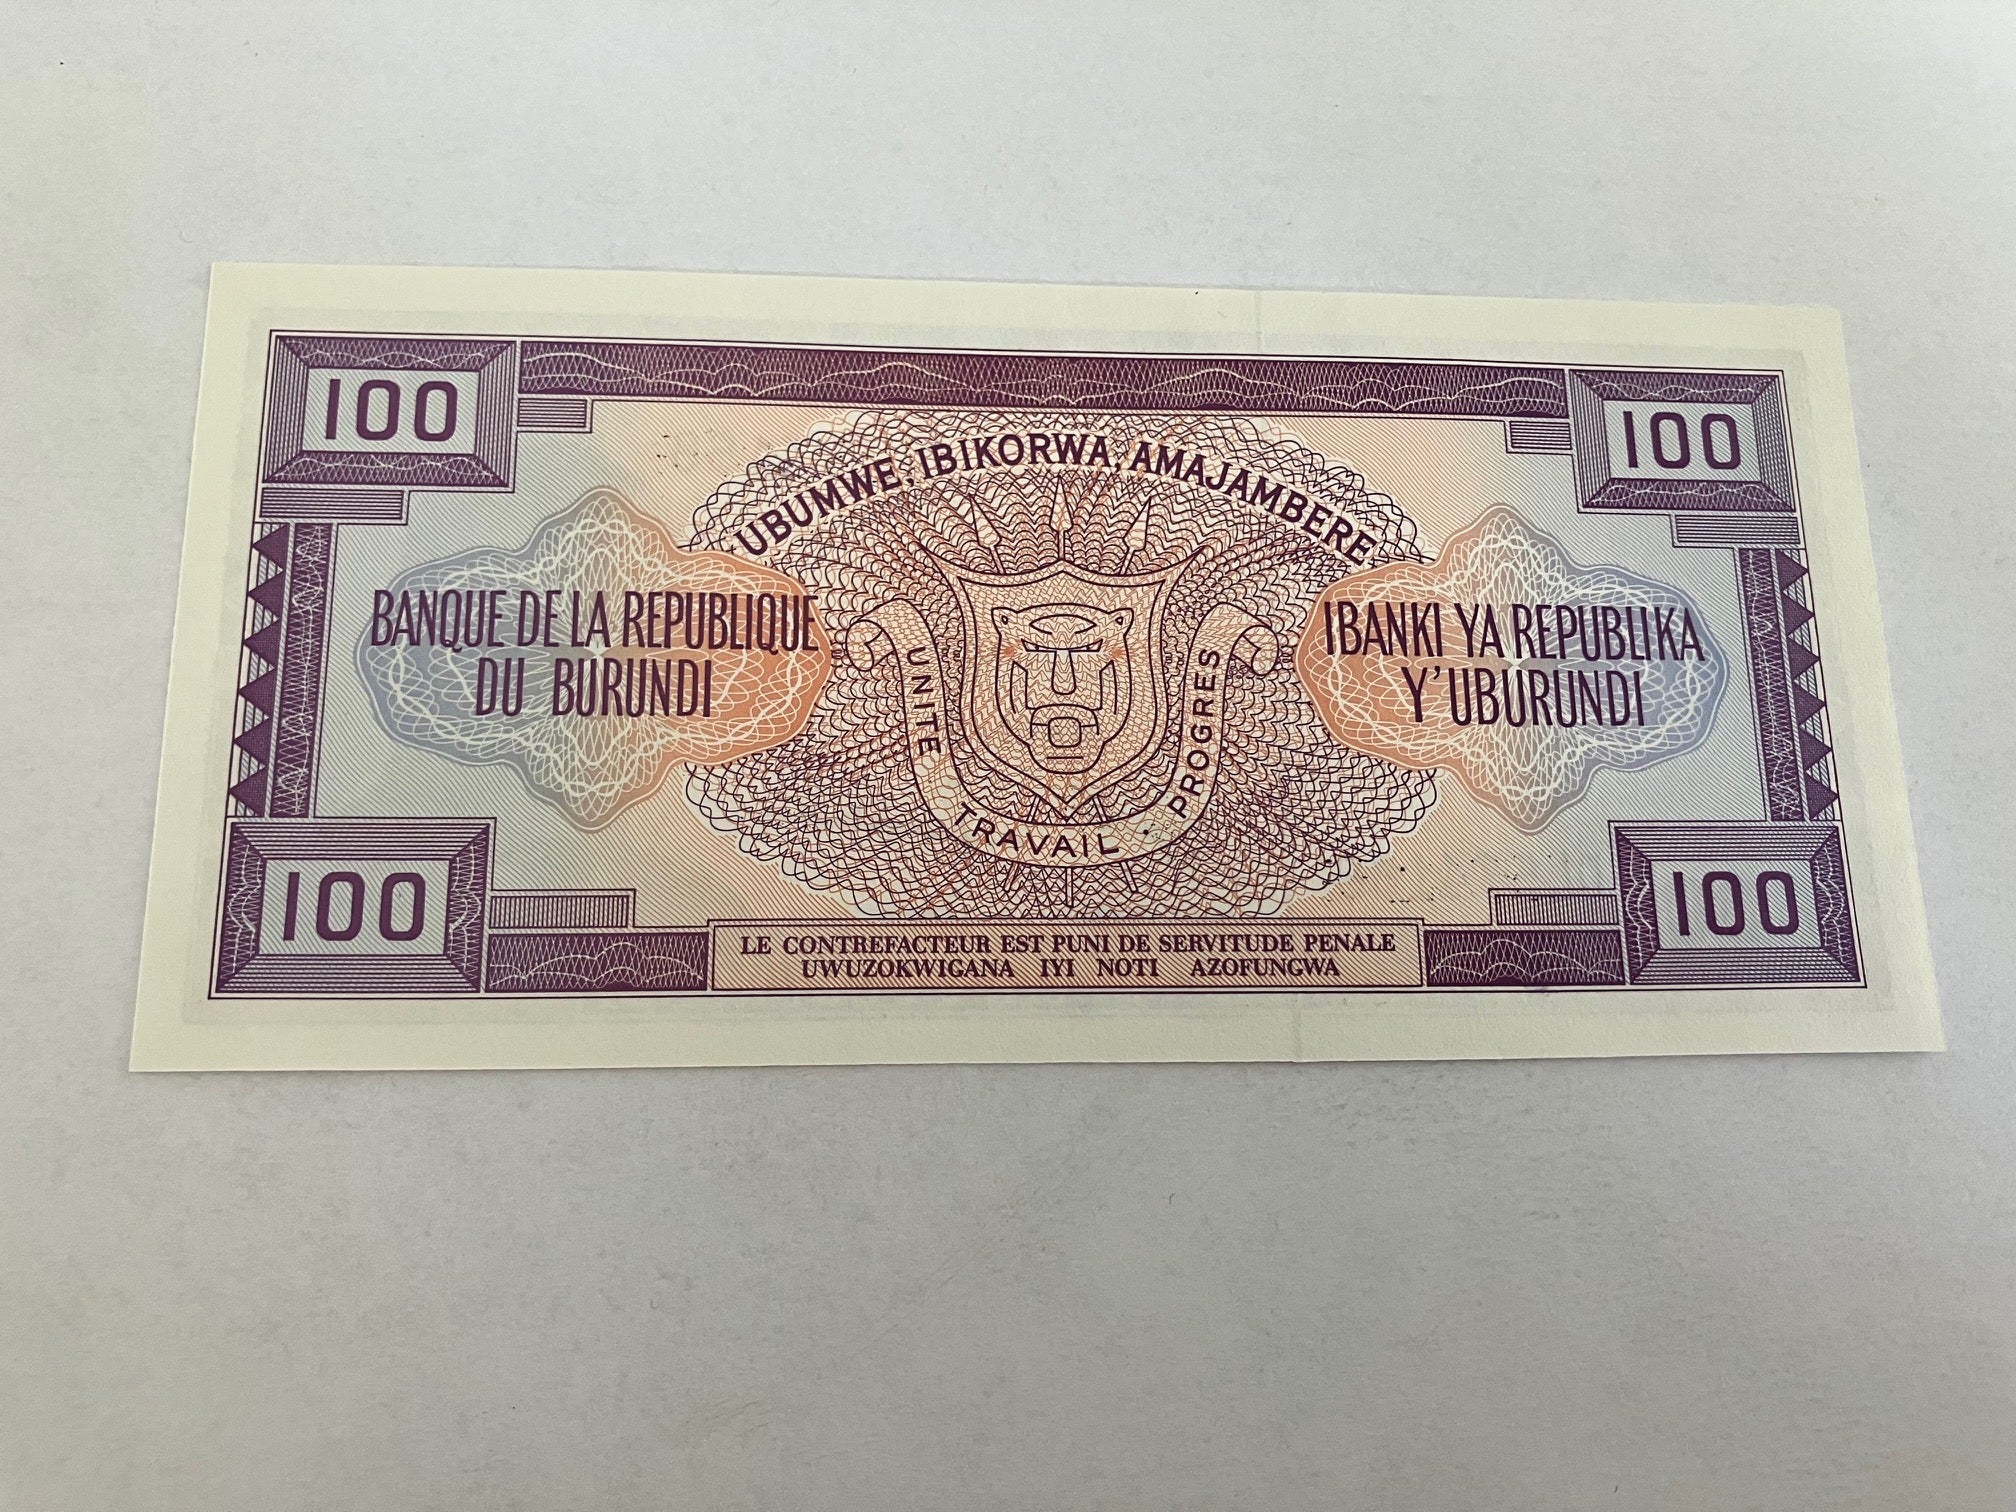 100
100
UBUMWE, IBIKORWA, AMAJAMBERE
BANQUE DE LA REPUBLIQUE
DU BURUNDI
IBANKI YA REPUBLIKA
Y'UBURUNDI
UNITE TRAVAIL · PROGRES
100
100
LE CONTREFACTEUR EST PUNI DE SERVITUDE PENALE
UWUZOKWIGANA IYI NOTI AZOFUNGWA